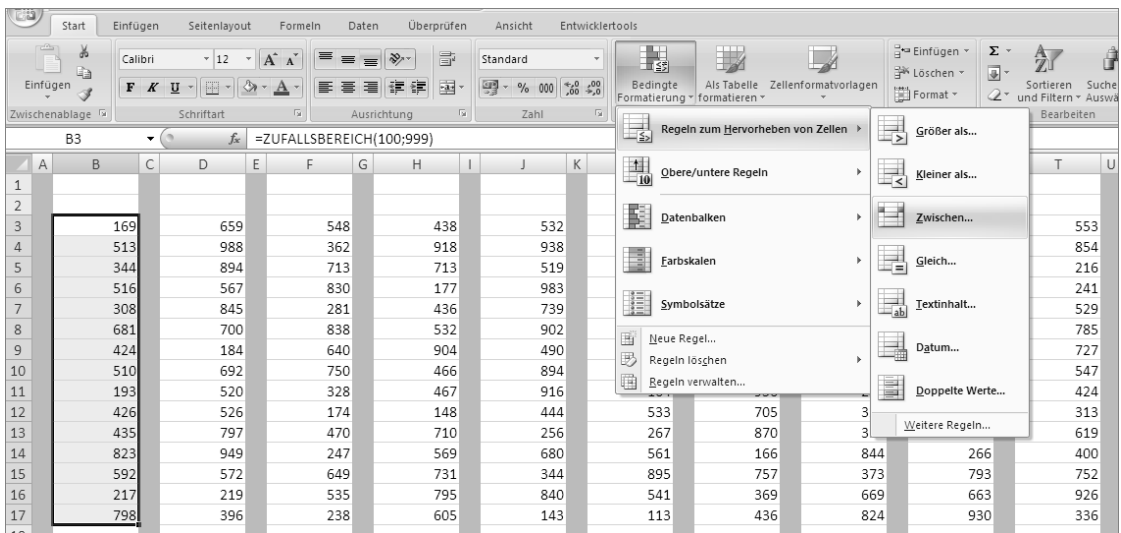 Start Einfügen Seitenlayout Formeln Daten Überprüfen Ansicht Entwicklertools
Calibri 12 A A Standard Einfügen Σ
Einfügen F K U A % 000 Bedingte Formatierung Als Tabelle formatieren Zellenformatvorlagen Löschen Format Sortieren und Filtern
Zwischenablage Schriftart Ausrichtung Zahl Bearbeiten
B3 fx =ZUFALLSBEREICH(100;999)
A B C D E F G H I J K T U
1
2
3 169 659 548 438 532 553
4 513 988 362 918 938 854
5 344 894 713 713 519 216
6 516 567 830 177 983 241
7 308 845 281 436 739 529
8 681 700 838 532 902 785
9 424 184 640 904 490 727
10 510 692 750 466 894 547
11 193 520 328 467 916 424
12 426 526 174 148 444 533 705 3 313
13 435 797 470 710 256 267 870 3 619
14 823 949 247 569 680 561 166 844 266 400
15 592 572 649 731 344 895 757 373 793 752
16 217 219 535 795 840 541 369 669 663 926
17 798 396 238 605 143 113 436 824 930 336
Regeln zum Hervorheben von Zellen
Obere/untere Regeln
Datenbalken
Farbskalen
Symbolsätze
Neue Regel...
Regeln löschen
Regeln verwalten...
Größer als...
Kleiner als...
Zwischen...
Gleich...
Textinhalt...
Datum...
Doppelte Werte...
Weitere Regeln...